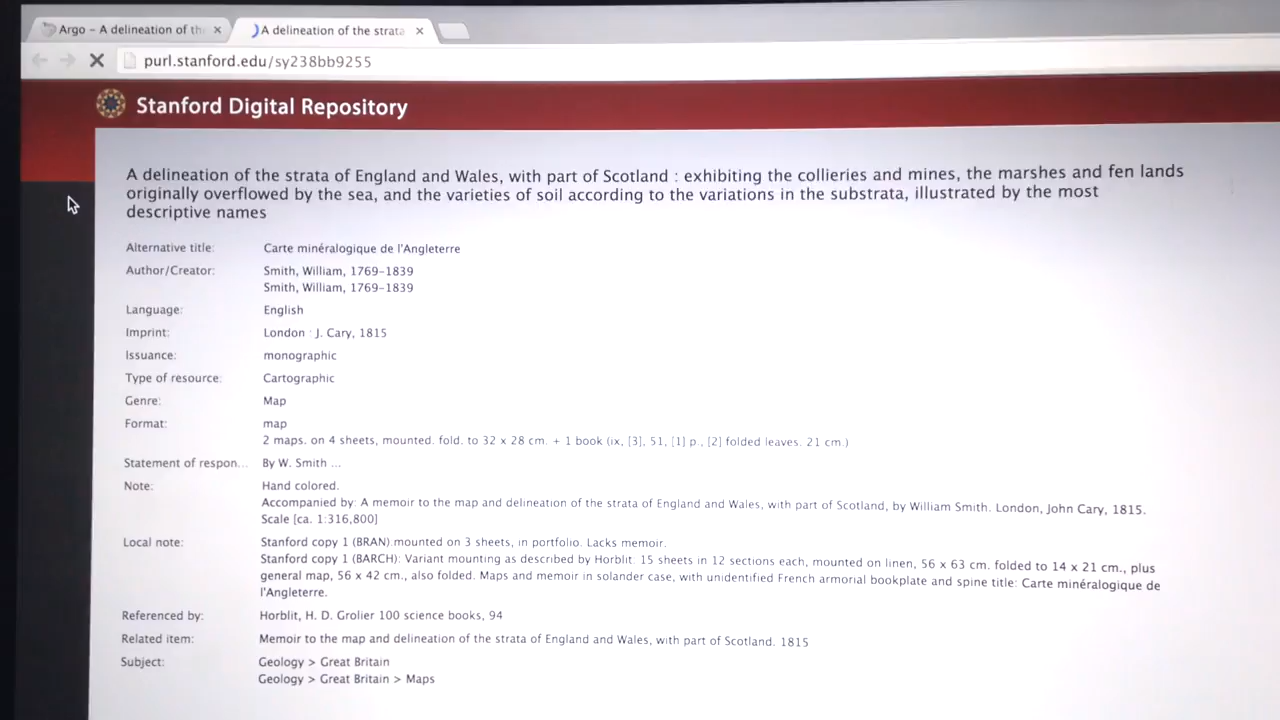 Argo – A delineation of th
A delineation of the strata
purl.stanford.edu/sy238bb9255
Stanford Digital Repository
A delineation of the strata of England and Wales, with part of Scotland : exhibiting the collieries and mines, the marshes and fen lands
originally overflowed by the sea, and the varieties of soil according to the variations in the substrata, illustrated by the most
descriptive names
Alternative title: Carte minéralogique de l'Angleterre
Author/Creator: Smith, William, 1769–1839
Smith, William, 1769–1839
Language: English
Imprint: London : J. Cary, 1815
Issuance: monographic
Type of resource: Cartographic
Genre: Map
Format: map
2 maps. on 4 sheets, mounted. fold. to 32 x 28 cm. + 1 book (ix, [3], 51, [1] p., [2] folded leaves. 21 cm.)
Statement of respon... By W. Smith ...
Note: Hand colored.
Accompanied by: A memoir to the map and delineation of the strata of England and Wales, with part of Scotland, by William Smith. London, John Cary, 1815.
Scale [ca. 1:316,800]
Local note: Stanford copy 1 (BRAN) mounted on 3 sheets, in portfolio. Lacks memoir.
Stanford copy 1 (BARCH): Variant mounting as described by Horblit. 15 sheets in 12 sections each, mounted on linen, 56 x 63 cm. folded to 14 x 21 cm., plus
general map, 56 x 42 cm., also folded. Maps and memoir in solander case, with unidentified French armorial bookplate and spine title: Carte minéralogique de
l'Angleterre.
Referenced by: Horblit, H. D. Grolier 100 science books, 94
Related item: Memoir to the map and delineation of the strata of England and Wales, with part of Scotland. 1815
Subject: Geology > Great Britain
Geology > Great Britain > Maps